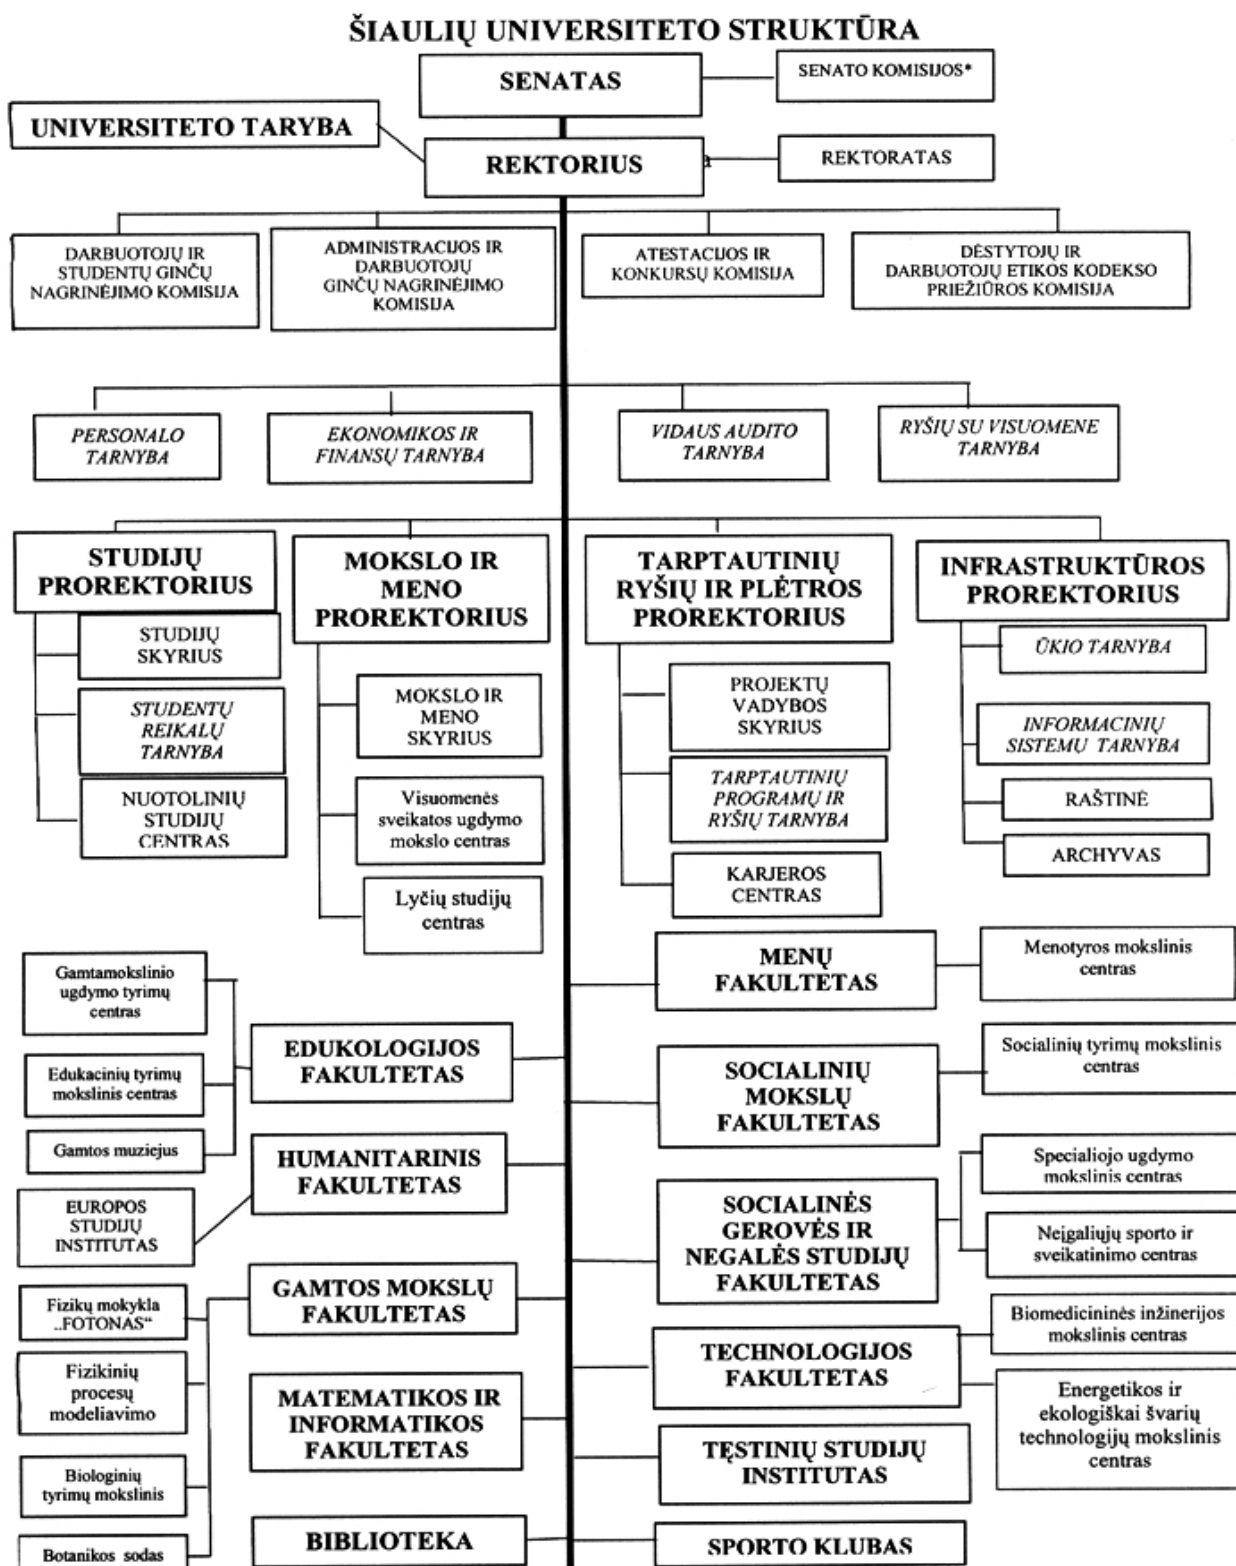 ŠIAULIŲ UNIVERSITETO STRUKTŪRA
SENATAS
SENATO KOMISIJOS*
UNIVERSITETO TARYBA
REKTORIUS
REKTORATAS
DARBUOTOJŲ IR
STUDENTŲ GINČŲ
NAGRINĖJIMO KOMISIJA
ADMINISTRACIJOS IR
DARBUOTOJŲ
GINČŲ NAGRINĖJIMO
KOMISIJA
ATESTACIJOS IR
KONKURSŲ KOMISIJA
DĖSTYTOJŲ IR
DARBUOTOJŲ ETIKOS KODEKSO
PRIEŽIŪROS KOMISIJA
PERSONALO
TARNYBA
EKONOMIKOS IR
FINANSŲ TARNYBA
VIDAUS AUDITO
TARNYBA
RYŠIŲ SU VISUOMENE
TARNYBA
STUDIJŲ
PROREKTORIUS
STUDIJŲ
SKYRIUS
STUDENTŲ
REIKALŲ
TARNYBA
NUOTOLINIŲ
STUDIJŲ
CENTRAS
MOKSLO IR
MENO
PROREKTORIUS
MOKSLO IR
MENO
SKYRIUS
Visuomenės
sveikatos ugdymo
mokslo centras
Lyčių studijų
centras
TARPTAUTINIŲ
RYŠIŲ IR PLĖTROS
PROREKTORIUS
PROJEKTŲ
VADYBOS
SKYRIUS
TARPTAUTINIŲ
PROGRAMŲ IR
RYŠIŲ TARNYBA
KARJEROS
CENTRAS
INFRASTRUKTŪROS
PROREKTORIUS
ŪKIO TARNYBA
INFORMACINIŲ
SISTEMU TARNYBA
RAŠTINĖ
ARCHYVAS
Gamtamokslinio
ugdymo tyrimų
centras
Edukacinių tyrimų
mokslinis centras
Gamtos muziejus
EDUKOLOGIJOS
FAKULTETAS
HUMANITARINIS
FAKULTETAS
EUROPOS
STUDIJŲ
INSTITUTAS
GAMTOS MOKSLŲ
FAKULTETAS
Fizikų mokykla
„FOTONAS“
Fizikinių
procesų
modeliavimo
Biologinių
tyrimų mokslinis
Botanikos sodas
MATEMATIKOS IR
INFORMATIKOS
FAKULTETAS
BIBLIOTEKA
MENŲ
FAKULTETAS
Menotyros mokslinis
centras
SOCIALINIŲ
MOKSLŲ
FAKULTETAS
Socialinių tyrimų mokslinis
centras
SOCIALINĖS
GEROVĖS IR
NEGALĖS STUDIJŲ
FAKULTETAS
Specialiojo ugdymo
mokslinis centras
Neįgaliųjų sporto ir
sveikatinimo centras
TECHNOLOGIJOS
FAKULTETAS
Biomedicininės inžinerijos
mokslinis centras
Energetikos ir
ekologiškai švarių
technologijų mokslinis
centras
TĘSTINIŲ STUDIJŲ
INSTITUTAS
SPORTO KLUBAS